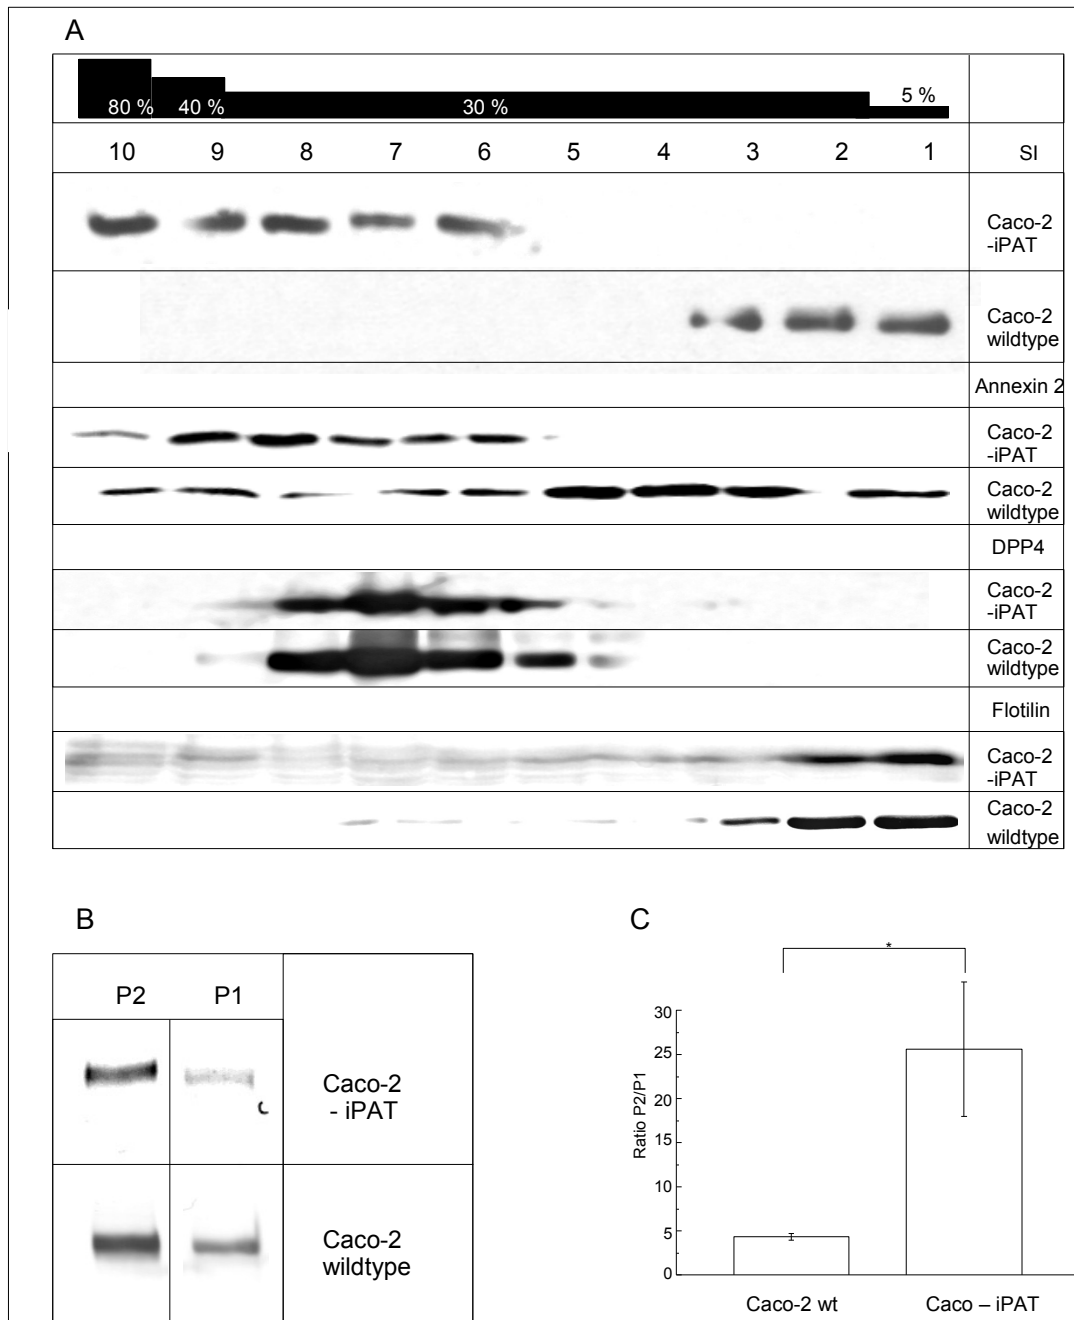 A
80 % 40 % 30 % 5 %
10 9 8 7 6 5 4 3 2 1 SI
Caco-2
-iPAT
Caco-2
wildtype
Annexin 2
Caco-2
-iPAT
Caco-2
wildtype
DPP4
Caco-2
-iPAT
Caco-2
wildtype
Flotilin
Caco-2
-iPAT
Caco-2
wildtype
B
P2 P1
Caco-2
- iPAT
Caco-2
wildtype
C
*
Ratio P2/P1
30
25
20
15
10
5
0
Caco-2 wt Caco – iPAT